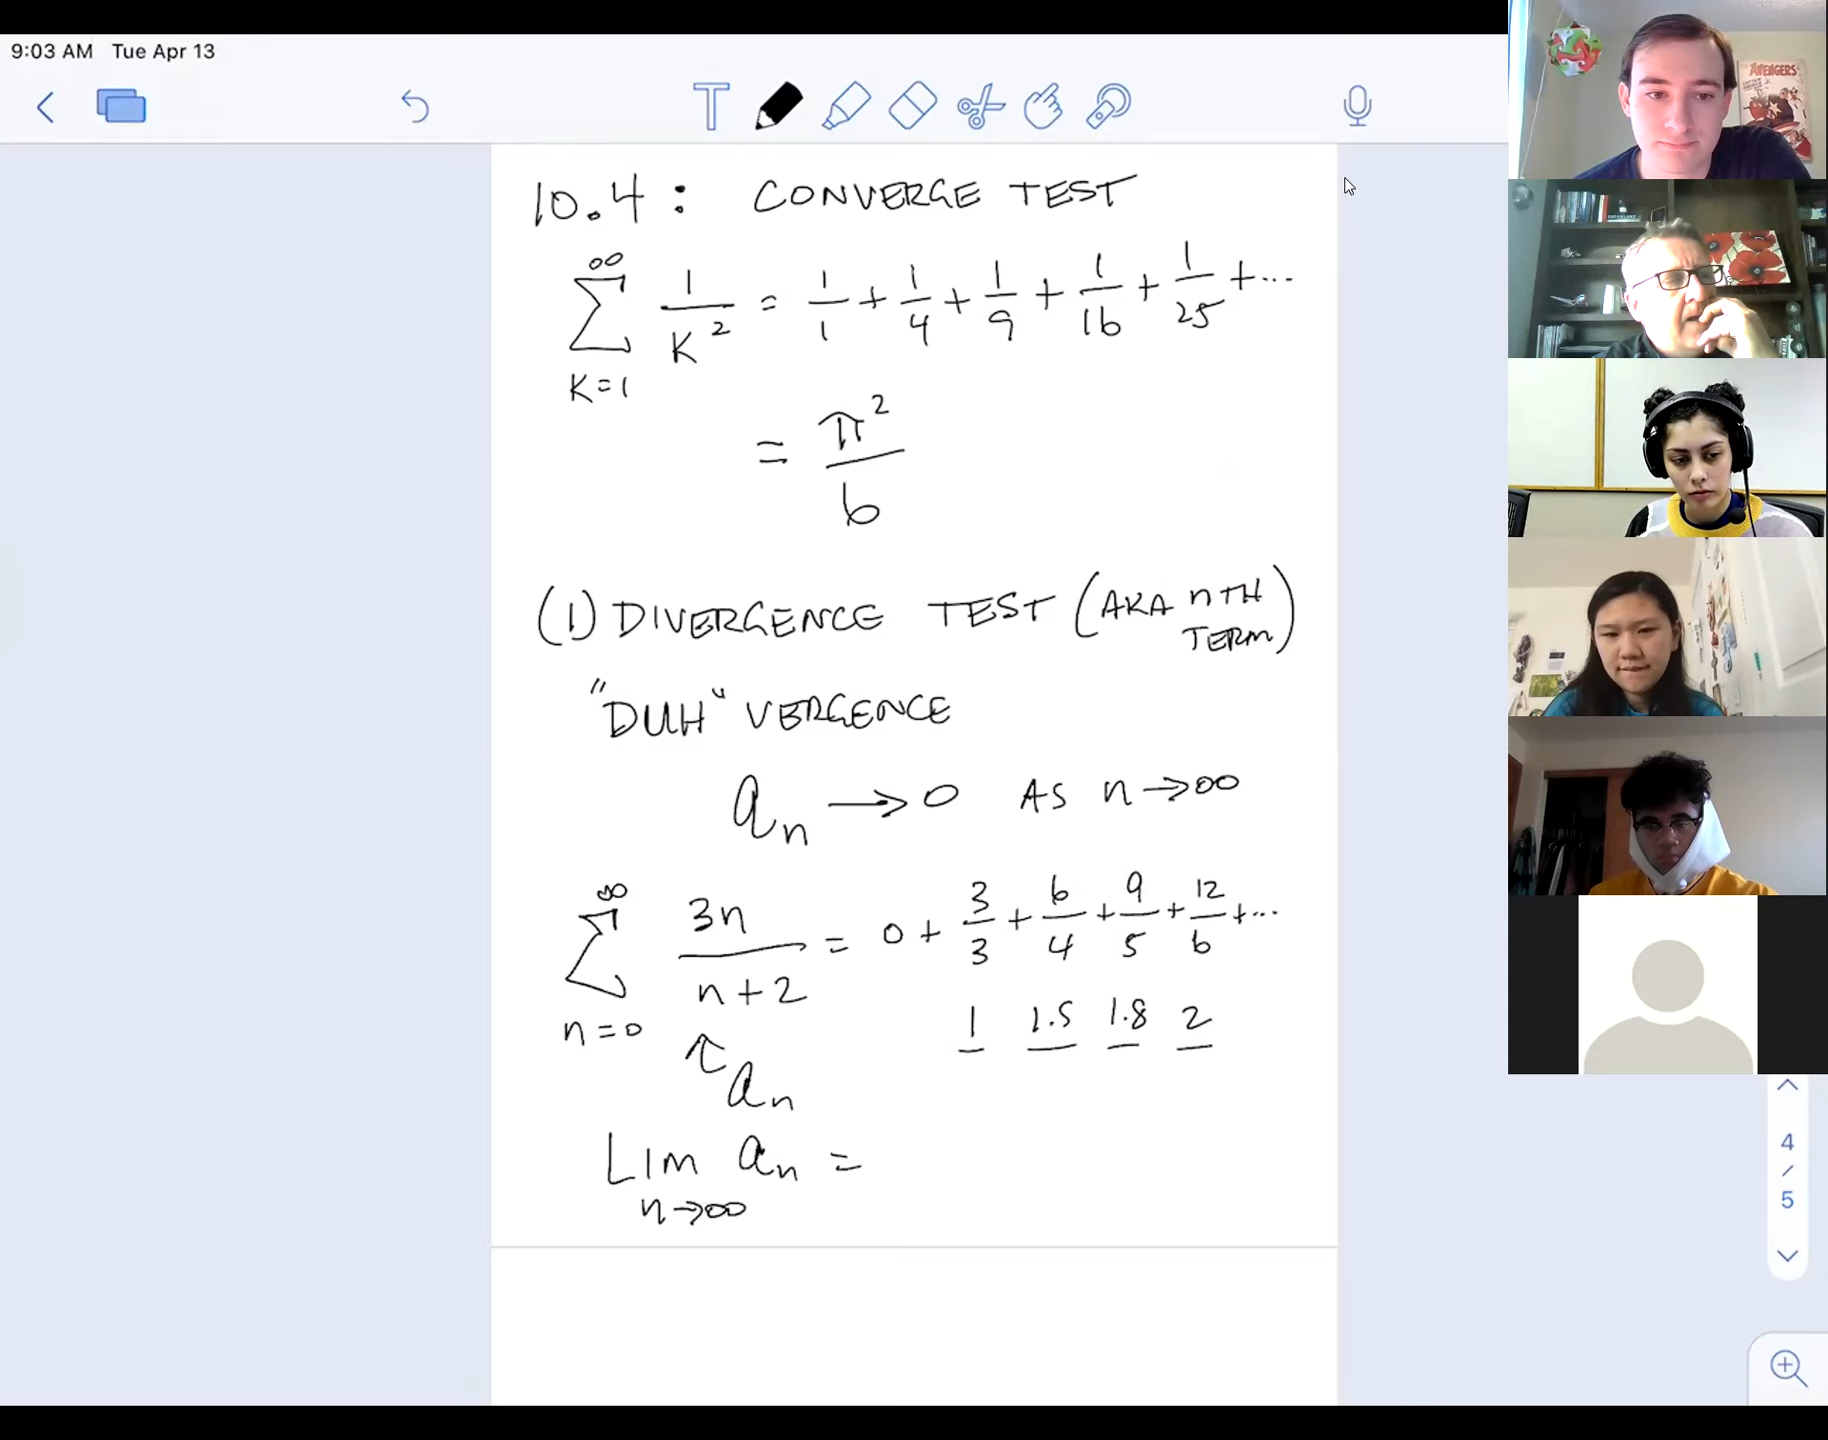 9:03 AM Tue Apr 13
AVENGERS
10.4: CONVERGE TEST
∞
∑ 1/K² = 1/1 + 1/4 + 1/9 + 1/16 + 1/25 + ...
K=1
= π²/6
(1) DIVERGENCE TEST (AKA nTH TERM)
"DUH" VERGENCE
aₙ → 0 AS n→∞
∞
∑ 3n/(n+2) = 0 + 3/3 + 6/4 + 9/5 + 12/6 + ...
n=0
1 1.5 1.8 2
↑ aₙ
LIM aₙ =
n→∞
4
/
5